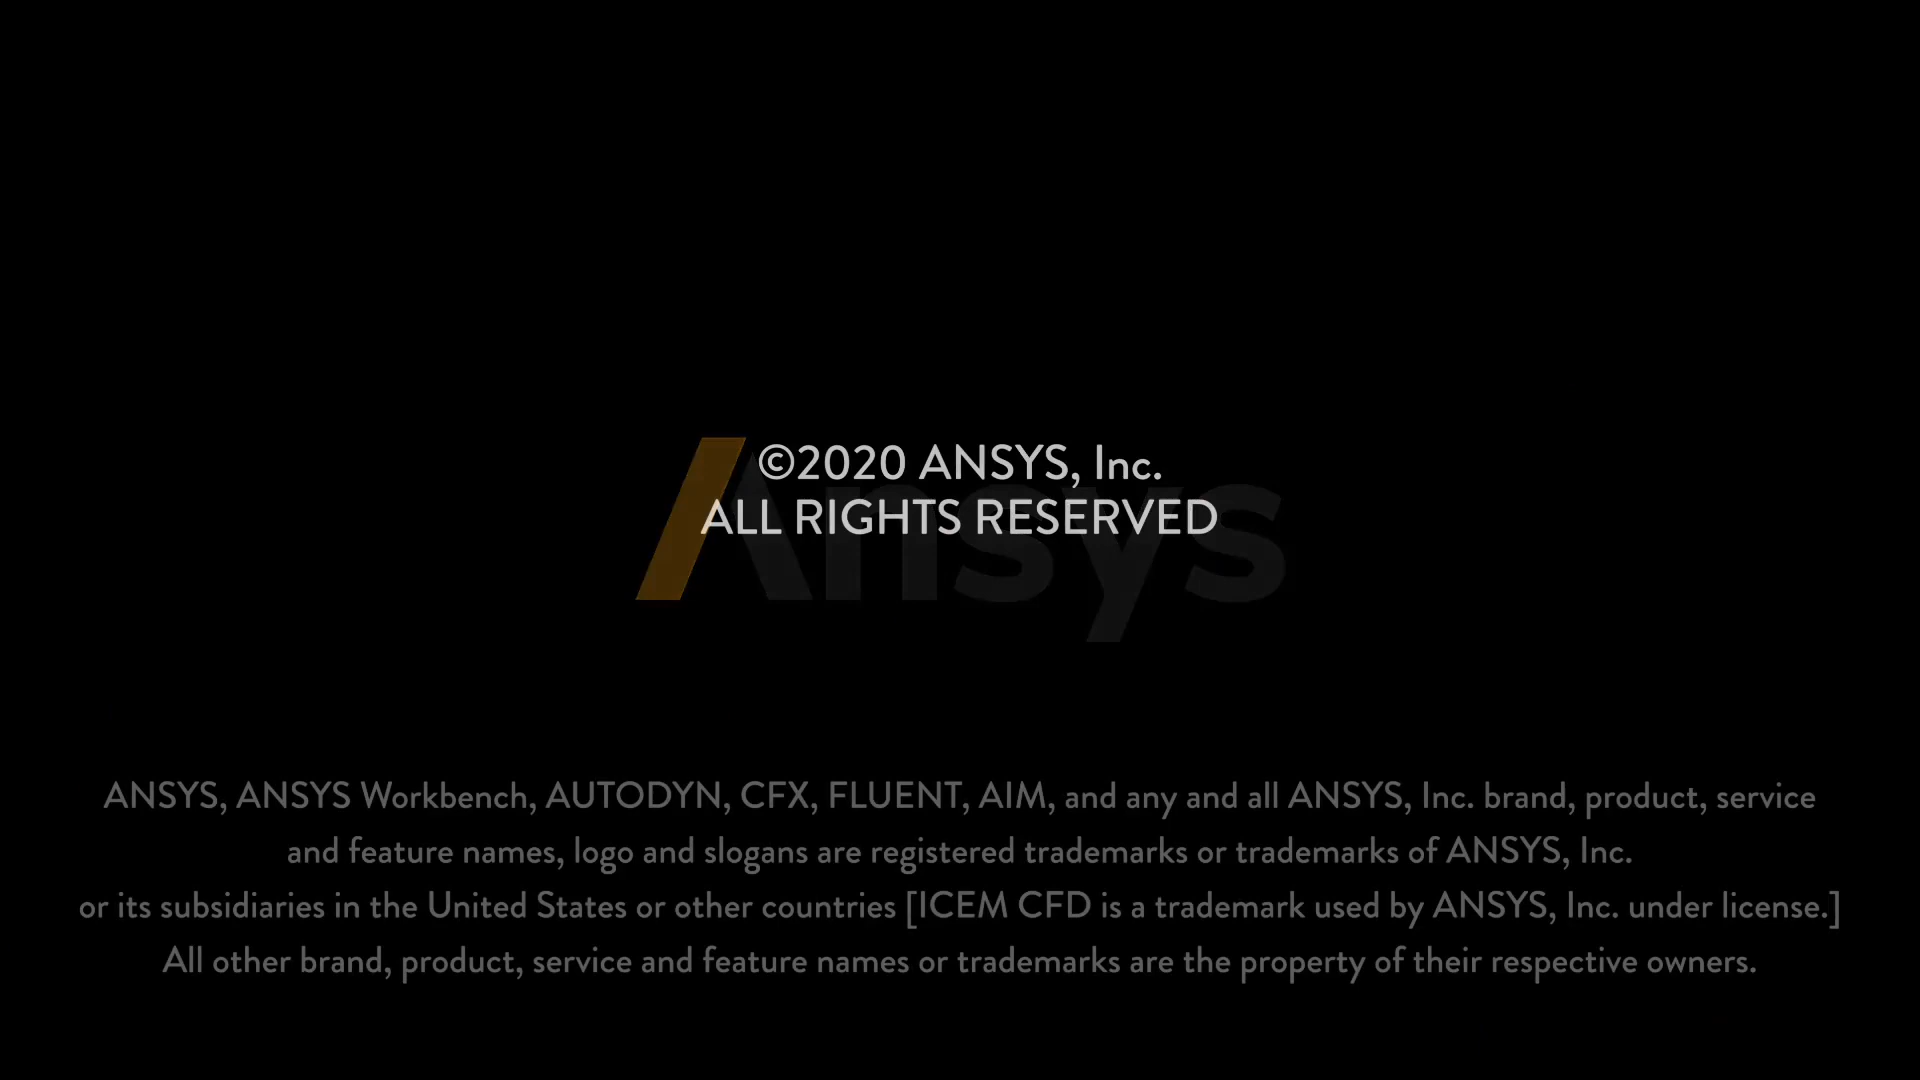 ©2020 ANSYS, Inc.
ALL RIGHTS RESERVED
Ansys
ANSYS, ANSYS Workbench, AUTODYN, CFX, FLUENT, AIM, and any and all ANSYS, Inc. brand, product, service
and feature names, logo and slogans are registered trademarks or trademarks of ANSYS, Inc.
or its subsidiaries in the United States or other countries [ICEM CFD is a trademark used by ANSYS, Inc. under license.]
All other brand, product, service and feature names or trademarks are the property of their respective owners.